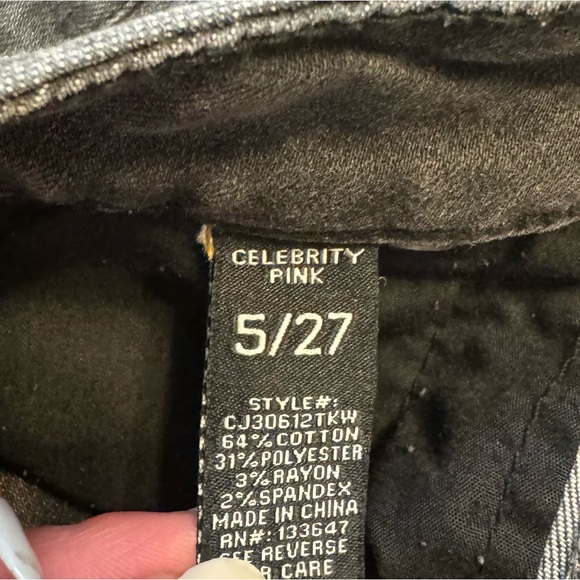 CELEBRITY
PINK
5/27
STYLE#:
CJ30612TKW
64% COTTON
31% POLYESTER
3% RAYON
2% SPANDEX
MADE IN CHINA
RN#: 133647
SEE REVERSE
CARE